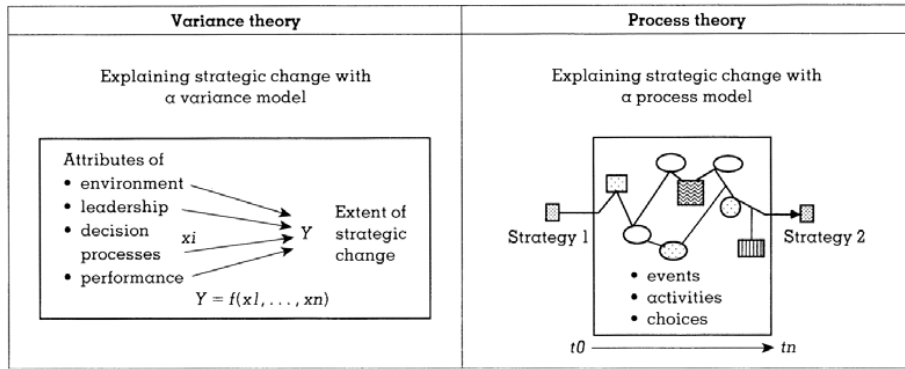 Variance theory
Explaining strategic change with
a variance model
Attributes of
• environment
• leadership
• decision
processes
• performance
xi
Y
Extent of
strategic
change
Y = f(x1, . . . , xn)
Process theory
Explaining strategic change with
a process model
Strategy 1
Strategy 2
• events
• activities
• choices
t0
tn